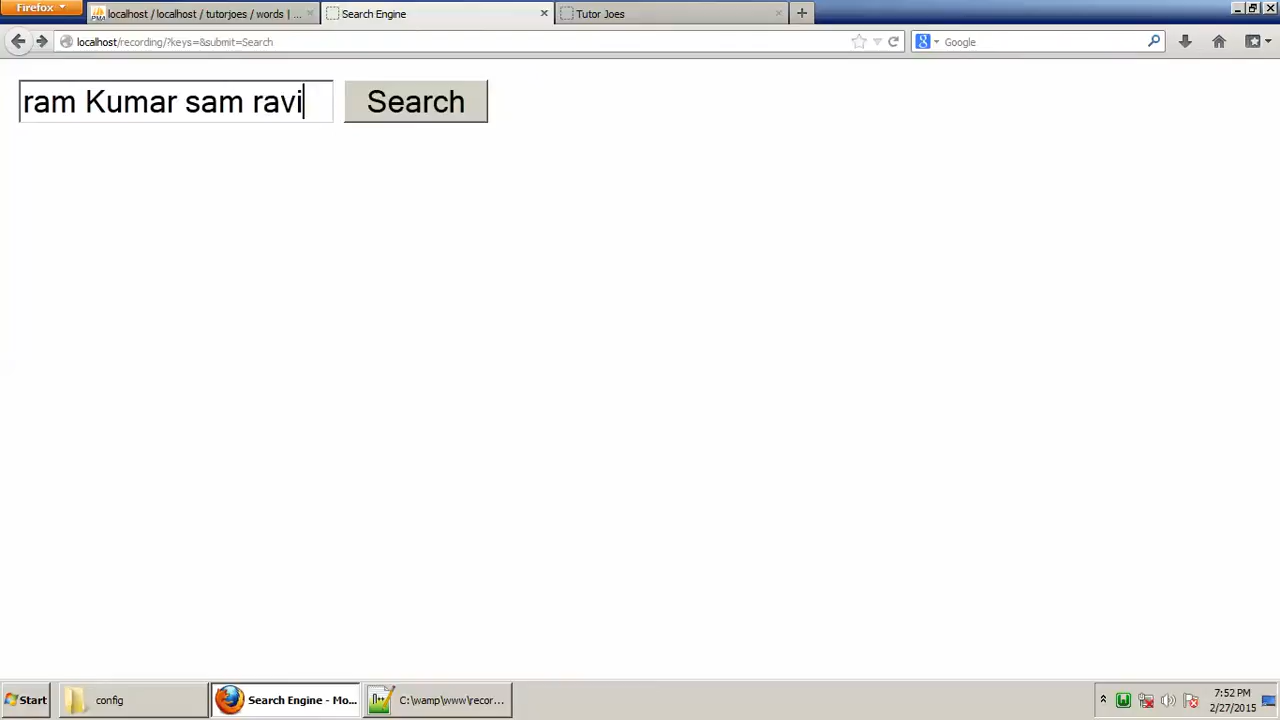 Firefox
localhost / localhost / tutorjoes / words | ...
Search Engine
Tutor Joes
localhost/recording/?keys=&submit=Search
Google
ram Kumar sam ravi
Search
Start
config
Search Engine - Mo...
C:\wamp\www\recor...
7:52 PM
2/27/2015